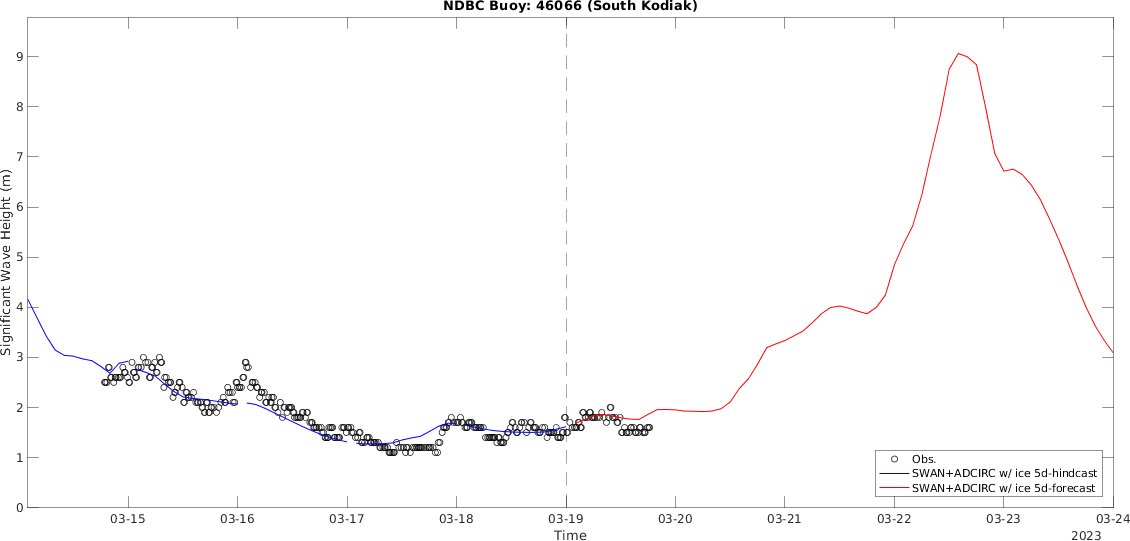 NDBC Buoy: 46066 (South Kodiak)
Significant Wave Height (m)
9
8
7
6
5
4
3
2
1
0
Obs.
SWAN+ADCIRC w/ ice 5d-hindcast
SWAN+ADCIRC w/ ice 5d-forecast
03-15 03-16 03-17 03-18 03-19 03-20 03-21 03-22 03-23 03-24
Time
2023